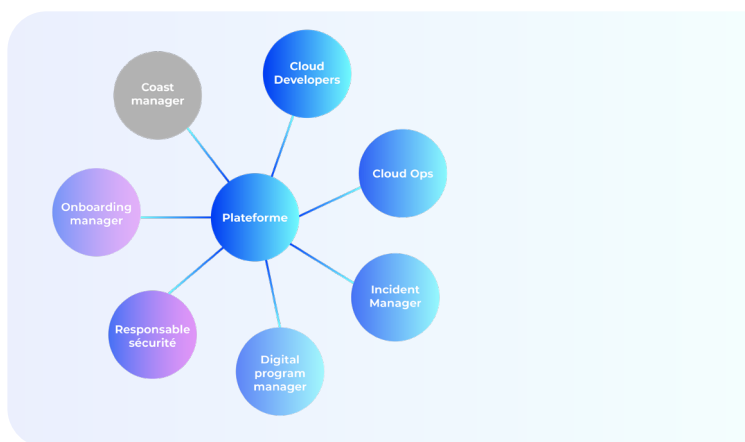 Cloud
Developers
Coast
manager
Cloud Ops
Onboarding
manager
Plateforme
Incident
Manager
Responsable
sécurité
Digital
program
manager